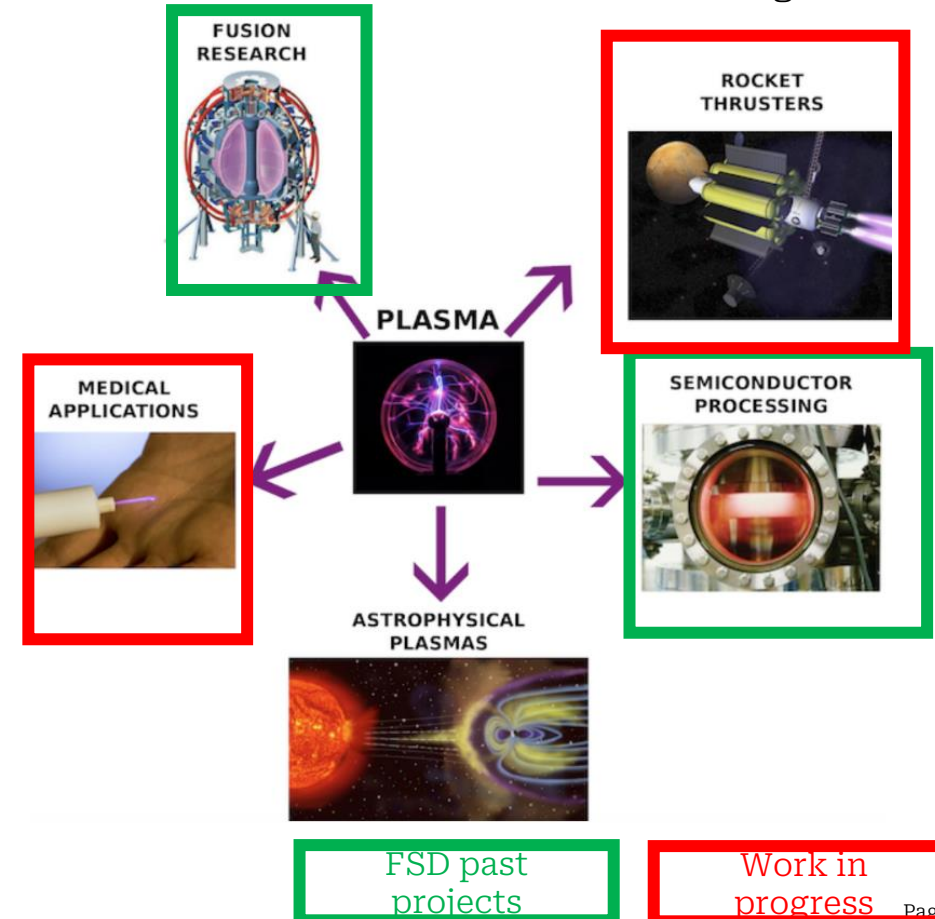 FUSION
RESEARCH
ROCKET
THRUSTERS
PLASMA
MEDICAL
APPLICATIONS
SEMICONDUCTOR
PROCESSING
ASTROPHYSICAL
PLASMAS
FSD past
projects
Work in
progress